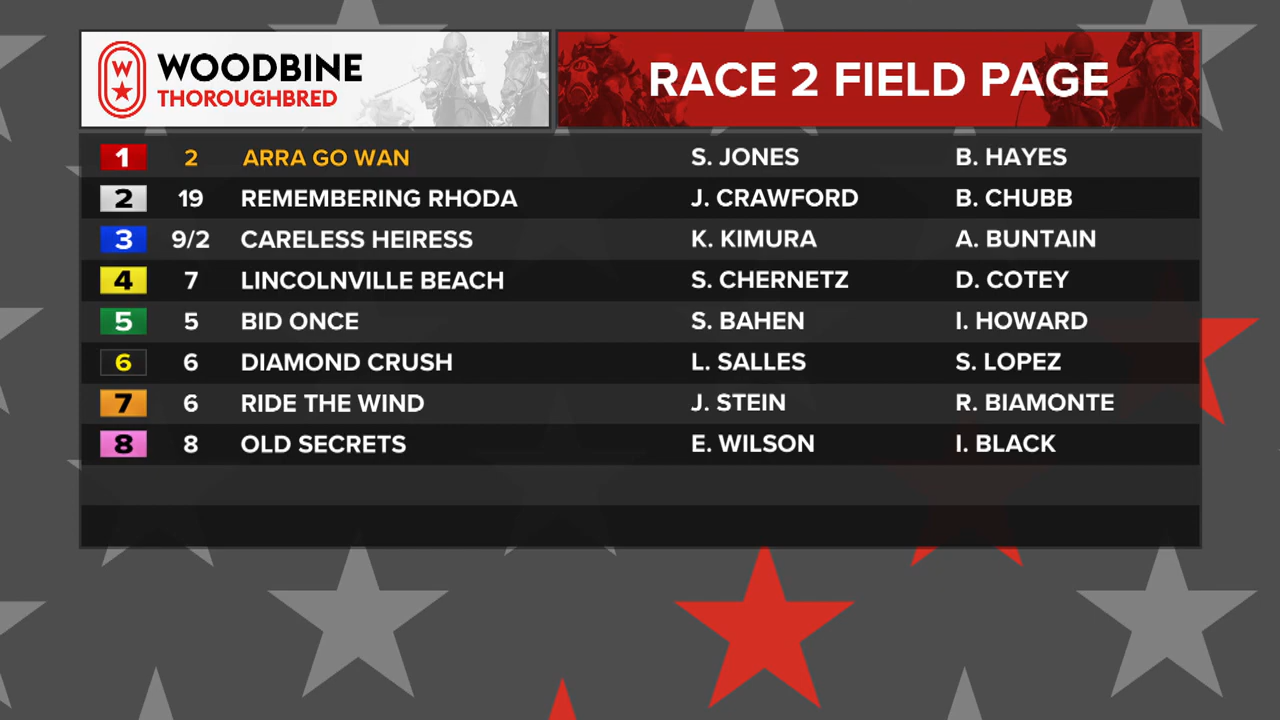 W
WOODBINE
THOROUGHBRED
RACE 2 FIELD PAGE
1 2 ARRA GO WAN S. JONES B. HAYES
2 19 REMEMBERING RHODA J. CRAWFORD B. CHUBB
3 9/2 CARELESS HEIRESS K. KIMURA A. BUNTAIN
4 7 LINCOLNVILLE BEACH S. CHERNETZ D. COTEY
5 5 BID ONCE S. BAHEN I. HOWARD
6 6 DIAMOND CRUSH L. SALLES S. LOPEZ
7 6 RIDE THE WIND J. STEIN R. BIAMONTE
8 8 OLD SECRETS E. WILSON I. BLACK